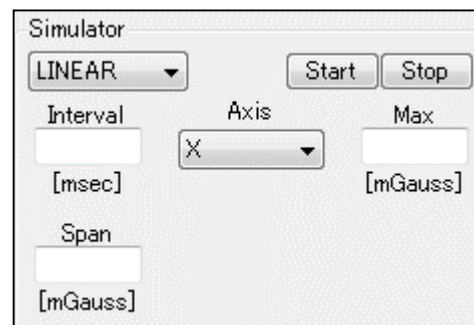 Simulator
LINEAR
Start
Stop
Interval
Axis
Max
X
[msec]
[mGauss]
Span
[mGauss]